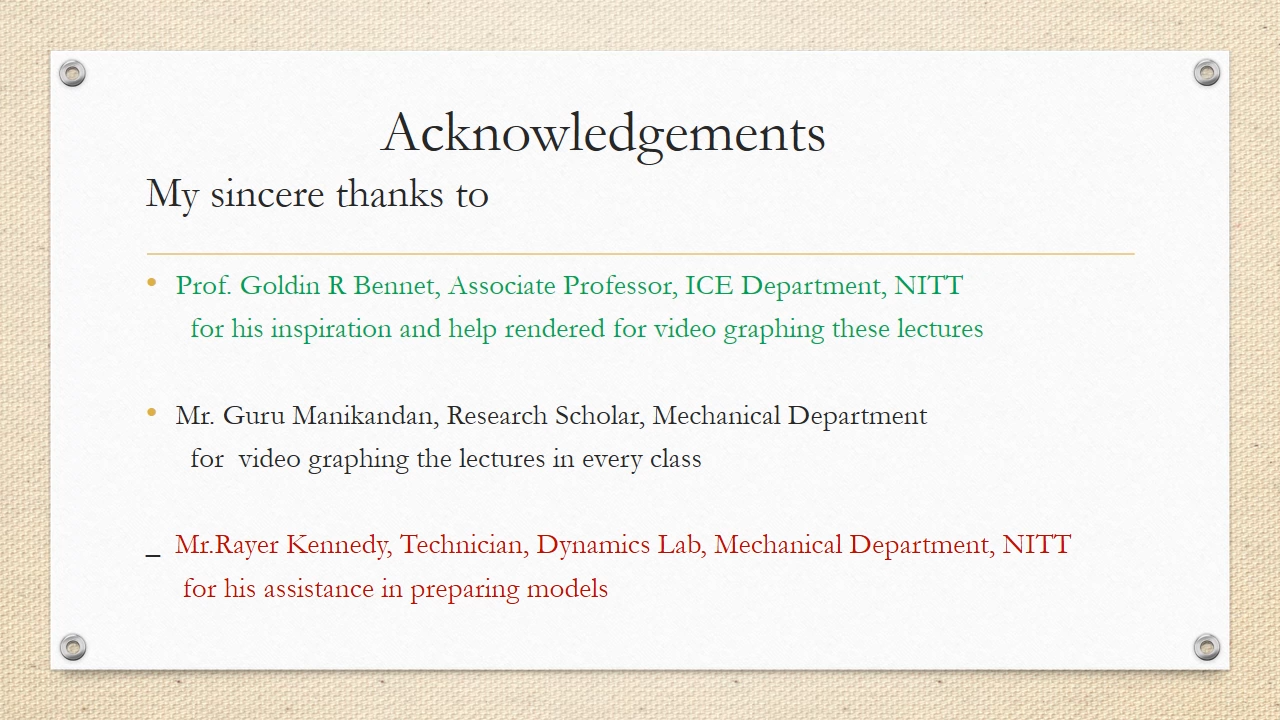 Acknowledgements
My sincere thanks to
• Prof. Goldin R Bennet, Associate Professor, ICE Department, NITT
for his inspiration and help rendered for video graphing these lectures
• Mr. Guru Manikandan, Research Scholar, Mechanical Department
for  video graphing the lectures in every class
_ Mr.Rayer Kennedy, Technician, Dynamics Lab, Mechanical Department, NITT
for his assistance in preparing models